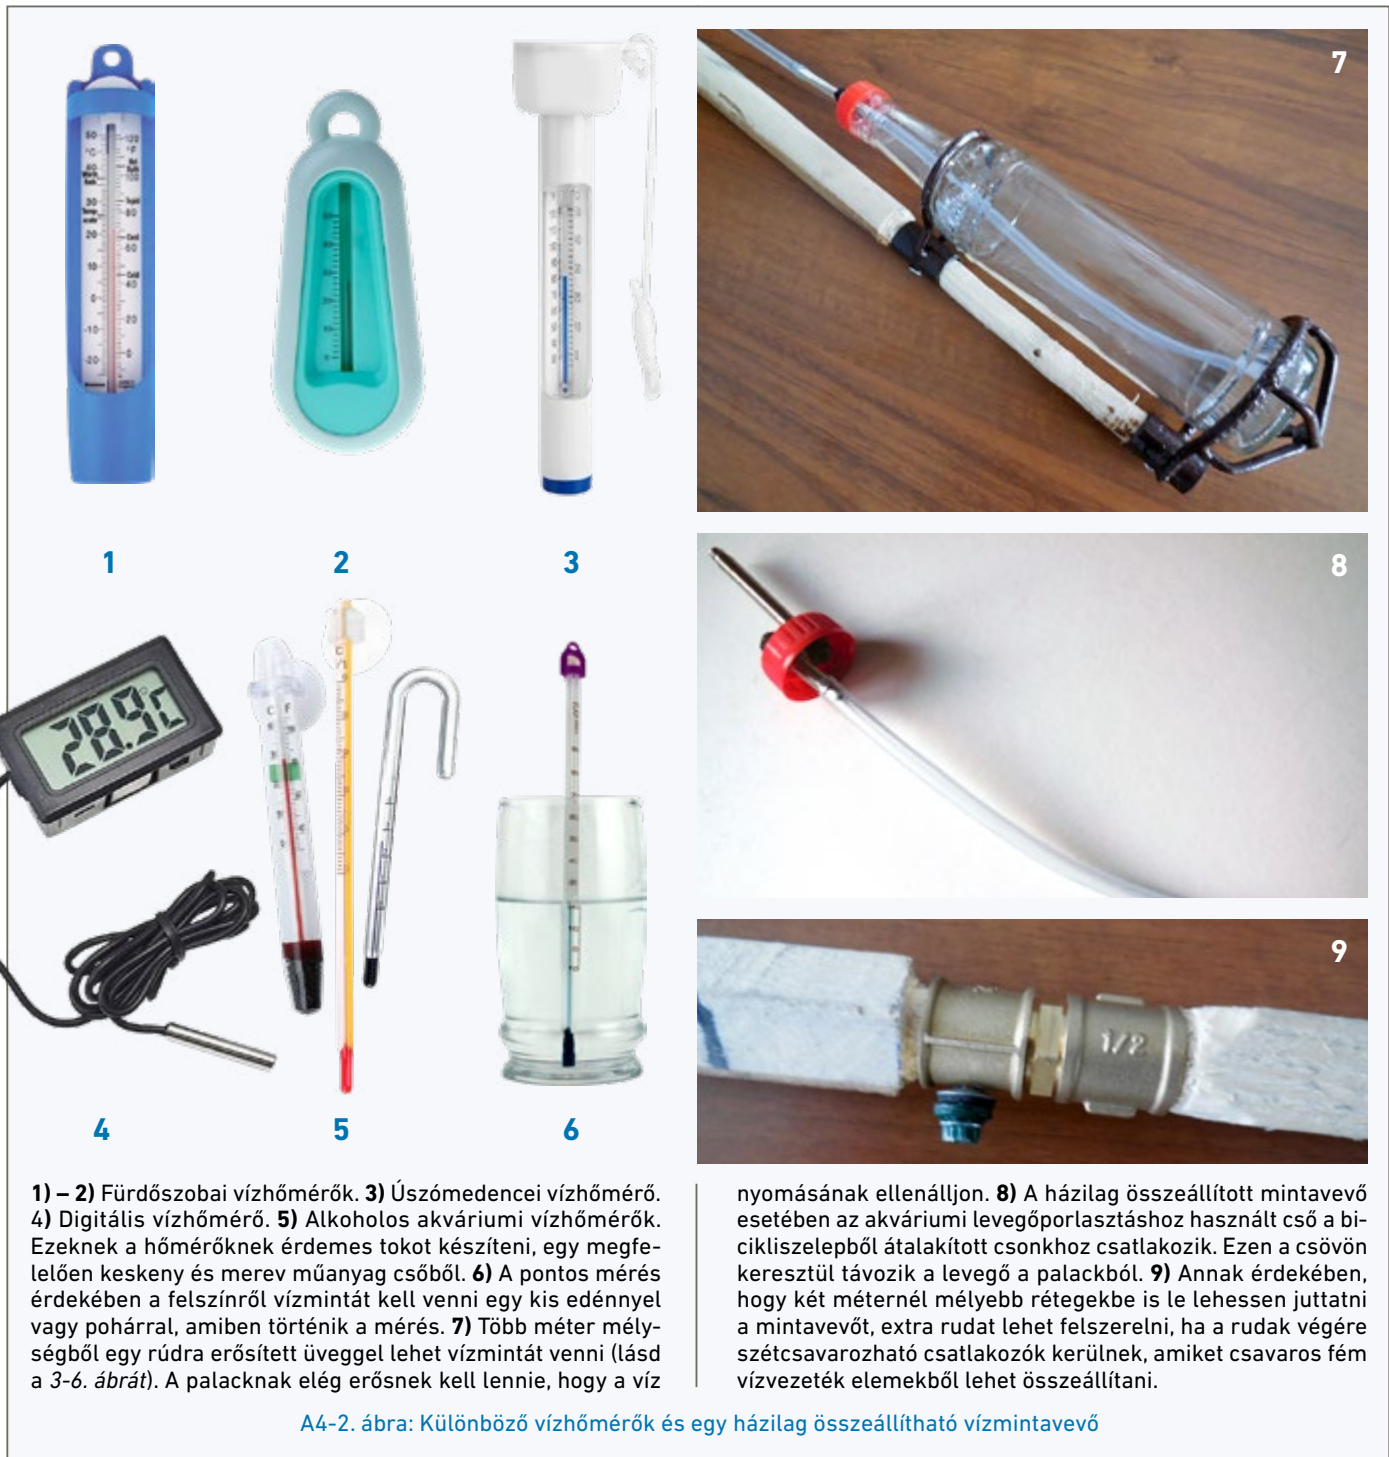 7
1
2
3
8
28.9°C
1/2
9
4
5
6
1) – 2) Fürdőszobai vízhőmérők. 3) Úszómedencei vízhőmérő.
4) Digitális vízhőmérő. 5) Alkoholos akváriumi vízhőmérők.
Ezeknek a hőmérőknek érdemes tokot készíteni, egy megfe-
lelően keskeny és merev műanyag csőből. 6) A pontos mérés
érdekében a felszínről vízmintát kell venni egy kis edénnyel
vagy pohárral, amiben történik a mérés. 7) Több méter mély-
ségből egy rúdra erősített üveggel lehet vízmintát venni (lásd
a 3-6. ábrát). A palacknak elég erősnek kell lennie, hogy a víz
nyomásának ellenálljon. 8) A házilag összeállított mintavevő
esetében az akváriumi levegőporlasztáshoz használt cső a bi-
cikliszelepből átalakított csonkhoz csatlakozik. Ezen a csövön
keresztül távozik a levegő a palackból. 9) Annak érdekében,
hogy két méternél mélyebb rétegekbe is le lehessen juttatni
a mintavevőt, extra rudat lehet felszerelni, ha a rudak végére
szétcsavarozható csatlakozók kerülnek, amiket csavaros fém
vízvezeték elemekből lehet összeállítani.
A4-2. ábra: Különböző vízhőmérők és egy házilag összeállítható vízmintavevő